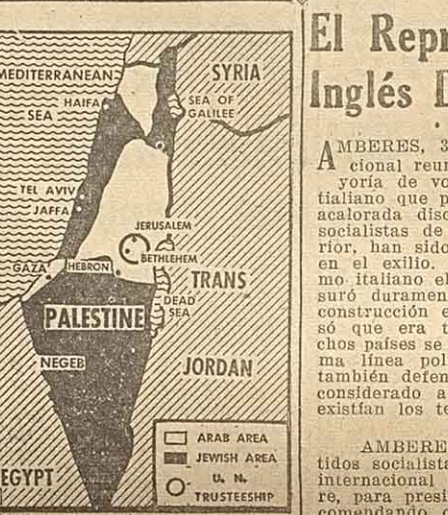 MEDITERRANEAN
SEA
HAIFA
SYRIA
SEA OF
GALILEE
TEL AVIV
JAFFA
JERUSALEM
BETHLEHEM
GAZA
HEBRON
DEAD
SEA
TRANS
JORDAN
PALESTINE
NEGEB
EGYPT
ARAB AREA
JEWISH AREA
U. N.
TRUSTEESHIP
El Repr
Inglés
AMBERES, 3
cional reun
yoría de vo
tialiano que p
acalorada disc
socialistas de
rior, han sido
en el exilio.
mo italiano el
suró duramen
construcción e
só que era t
chos países se
ma línea pol
también defen
considerado a
existían los te
AMBERE
tidos socialist
internacional
re, para presi
comendando